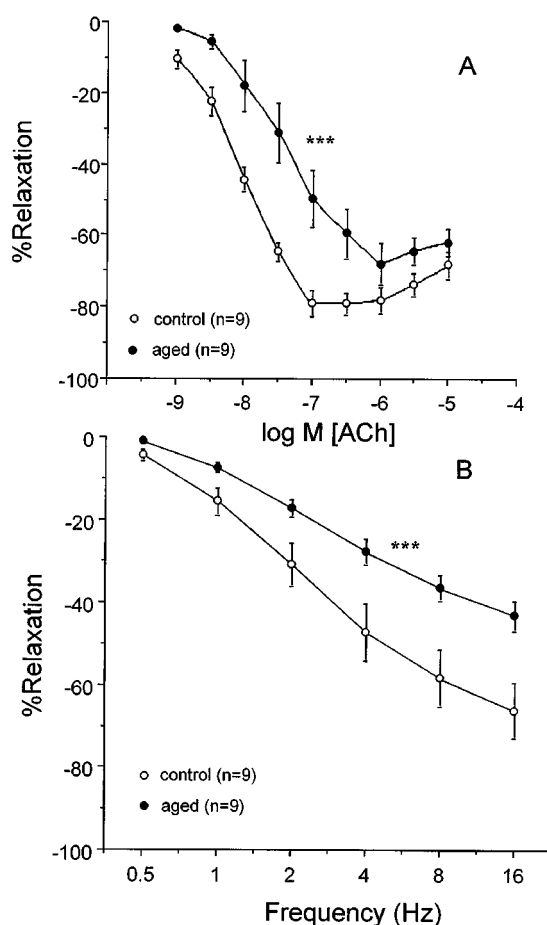 A
%Relaxation
0
-20
-40
-60
-80
-100
***
control (n=9)
aged (n=9)
-9 -8 -7 -6 -5 -4
log M [ACh]
B
%Relaxation
0
-20
-40
-60
-80
-100
***
control (n=9)
aged (n=9)
0.5 1 2 4 8 16
Frequency (Hz)